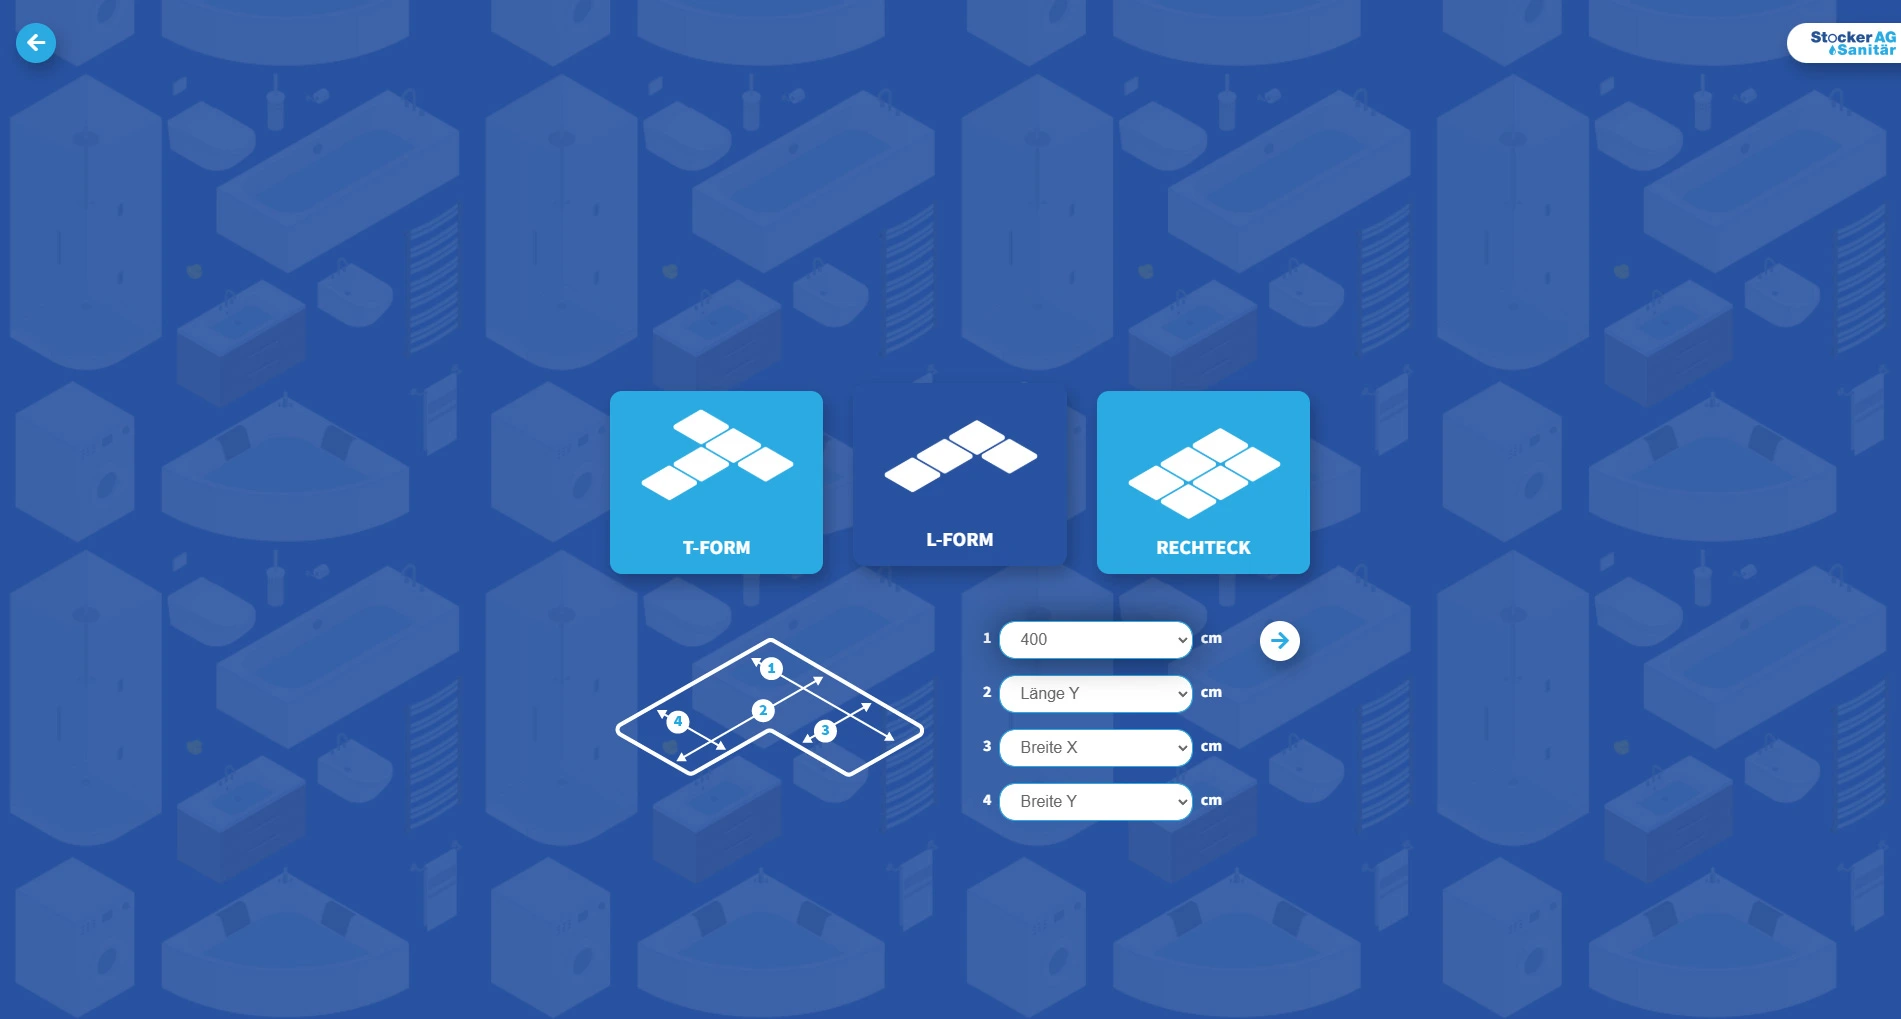 Stocker AG
Sanitär
T-FORM
L-FORM
RECHTECK
1 400 cm
2 Länge Y cm
3 Breite X cm
4 Breite Y cm
1
2
4
3